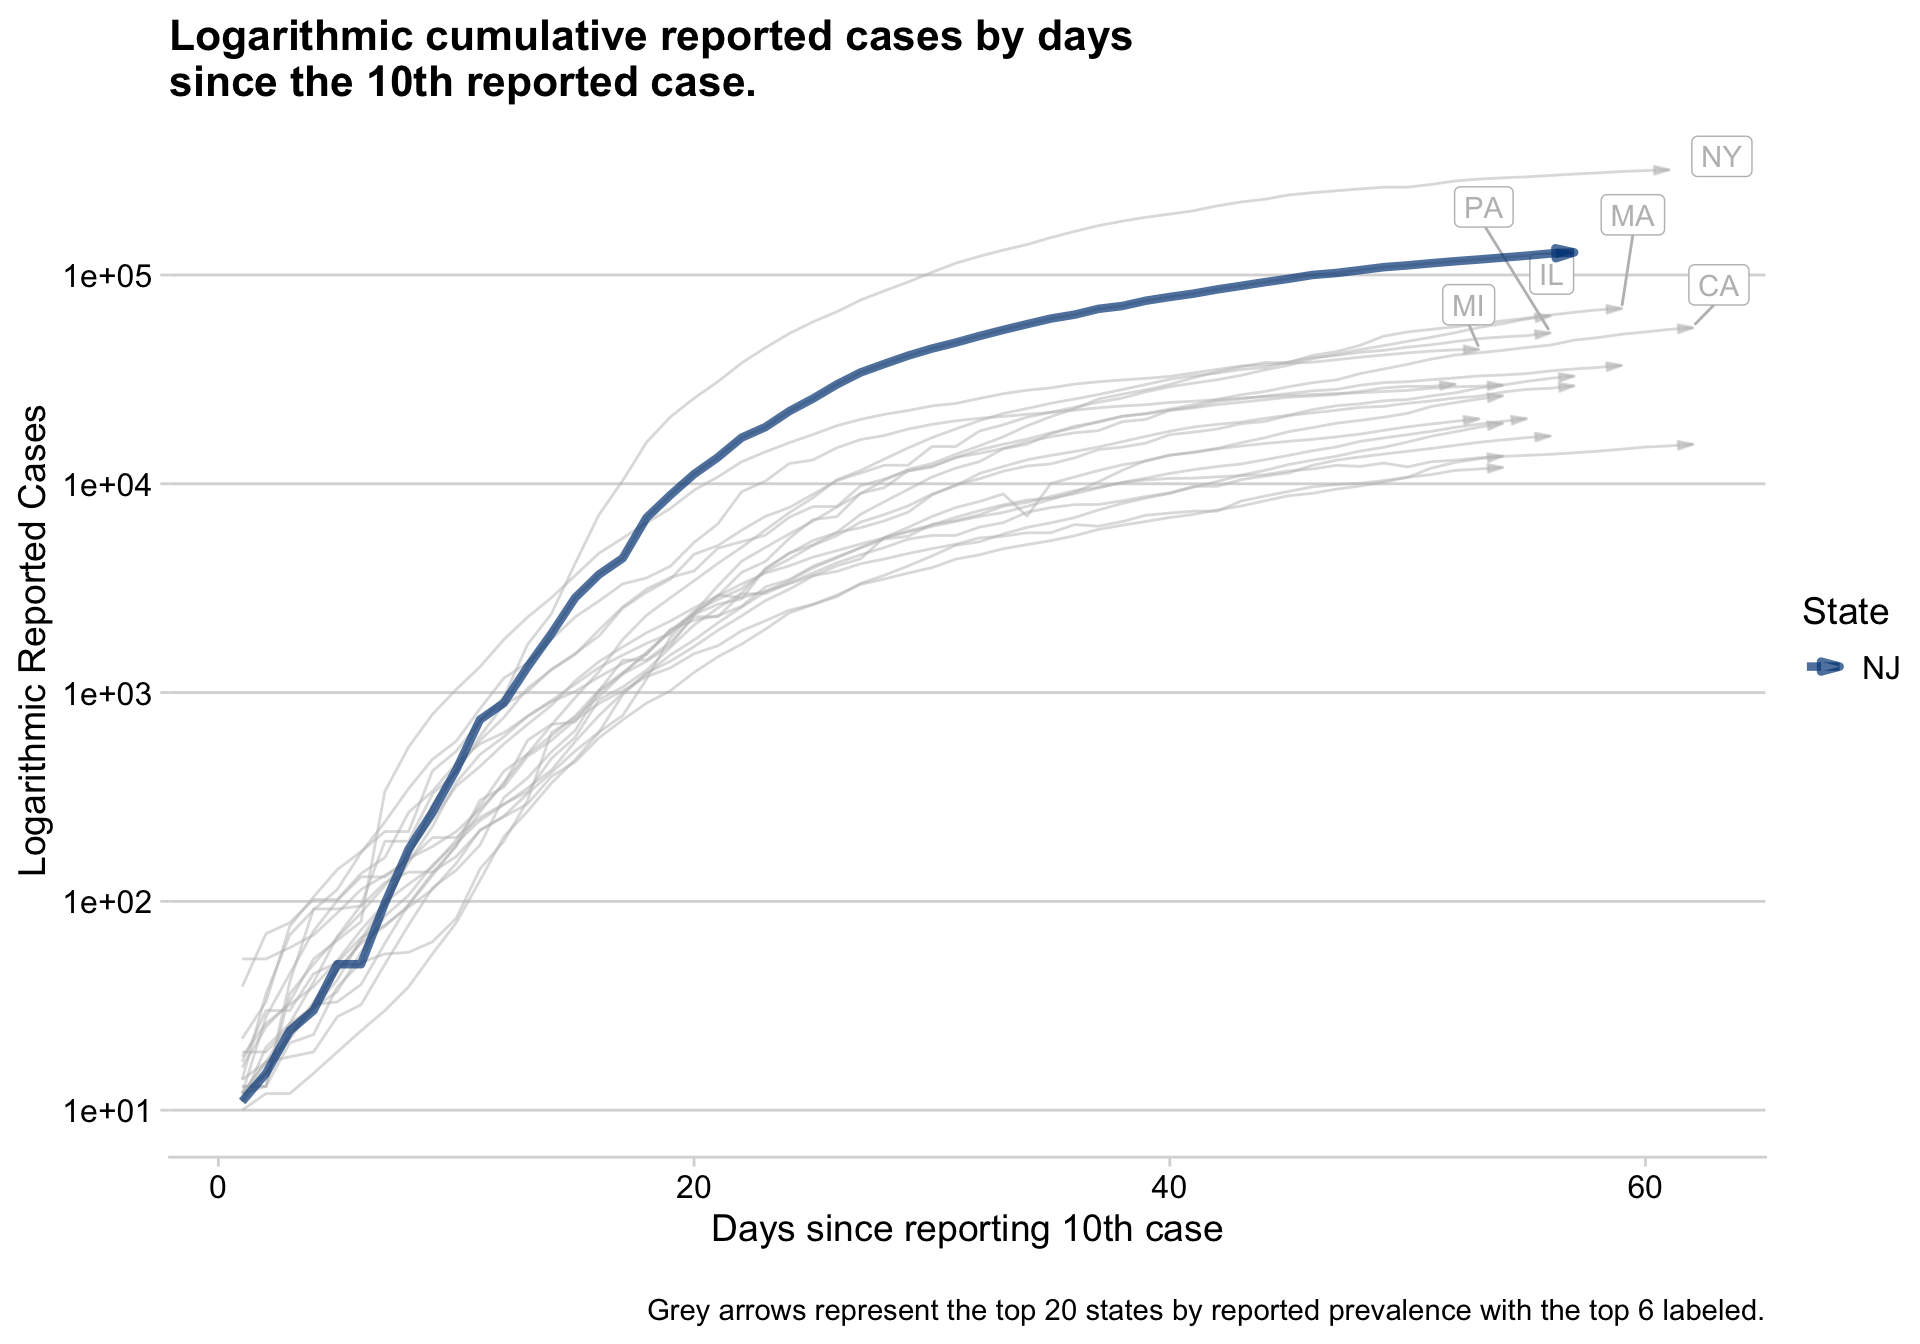 Logarithmic cumulative reported cases by days
since the 10th reported case.
NY
PA
MA
1e+05
IL
CA
MI
1e+04
Logarithmic Reported Cases
State
NJ
1e+03
1e+02
1e+01
0
20
40
60
Days since reporting 10th case
Grey arrows represent the top 20 states by reported prevalence with the top 6 labeled.